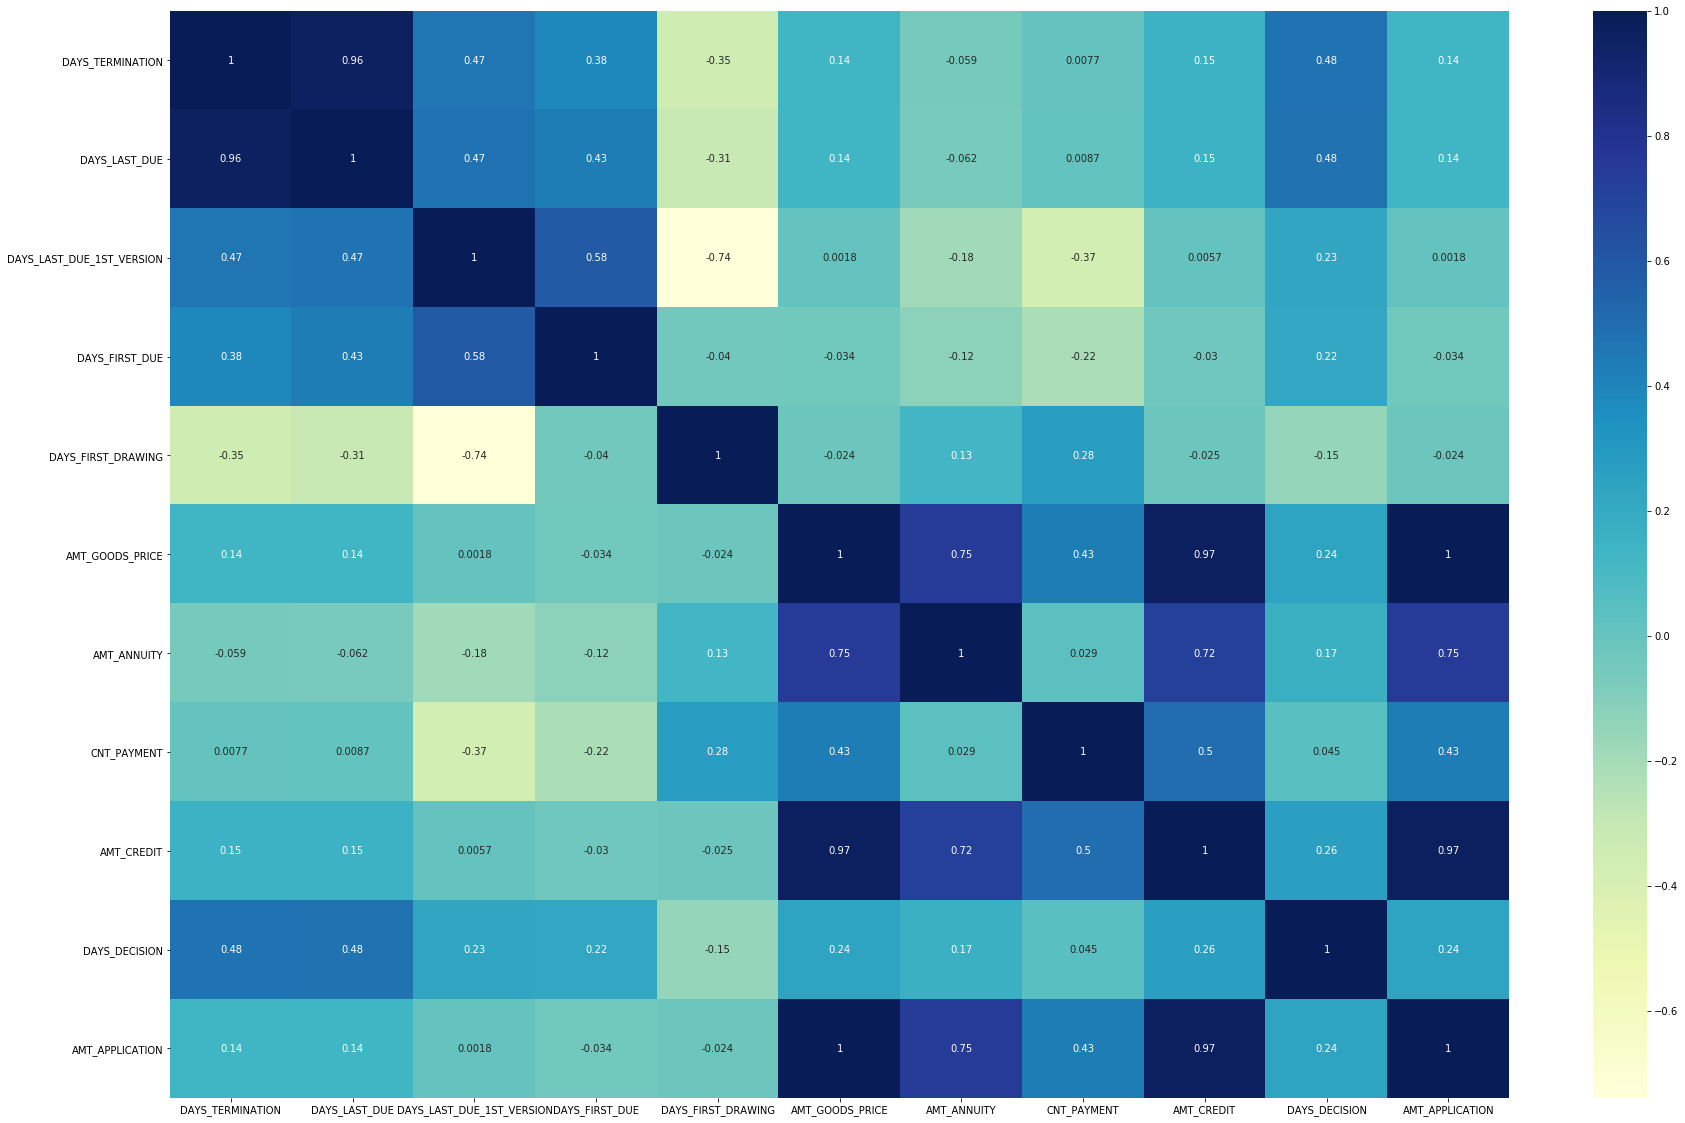 DAYS_TERMINATION 1 0.96 0.47 0.38 -0.35 0.14 -0.059 0.0077 0.15 0.48 0.14
DAYS_LAST_DUE 0.96 1 0.47 0.43 -0.31 0.14 -0.062 0.0087 0.15 0.48 0.14
DAYS_LAST_DUE_1ST_VERSION 0.47 0.47 1 0.58 -0.74 0.0018 -0.18 -0.37 0.0057 0.23 0.0018
DAYS_FIRST_DUE 0.38 0.43 0.58 1 -0.04 -0.034 -0.12 -0.22 -0.03 0.22 -0.034
DAYS_FIRST_DRAWING -0.35 -0.31 -0.74 -0.04 1 -0.024 0.13 0.28 -0.025 -0.15 -0.024
AMT_GOODS_PRICE 0.14 0.14 0.0018 -0.034 -0.024 1 0.75 0.43 0.97 0.24 1
AMT_ANNUITY -0.059 -0.062 -0.18 -0.12 0.13 0.75 1 0.029 0.72 0.17 0.75
CNT_PAYMENT 0.0077 0.0087 -0.37 -0.22 0.28 0.43 0.029 1 0.5 0.045 0.43
AMT_CREDIT 0.15 0.15 0.0057 -0.03 -0.025 0.97 0.72 0.5 1 0.26 0.97
DAYS_DECISION 0.48 0.48 0.23 0.22 -0.15 0.24 0.17 0.045 0.26 1 0.24
AMT_APPLICATION 0.14 0.14 0.0018 -0.034 -0.024 1 0.75 0.43 0.97 0.24 1
DAYS_TERMINATION DAYS_LAST_DUE DAYS_LAST_DUE_1ST_VERSION DAYS_FIRST_DUE DAYS_FIRST_DRAWING AMT_GOODS_PRICE AMT_ANNUITY CNT_PAYMENT AMT_CREDIT DAYS_DECISION AMT_APPLICATION
1.0
0.8
0.6
0.4
0.2
0.0
−0.2
−0.4
−0.6